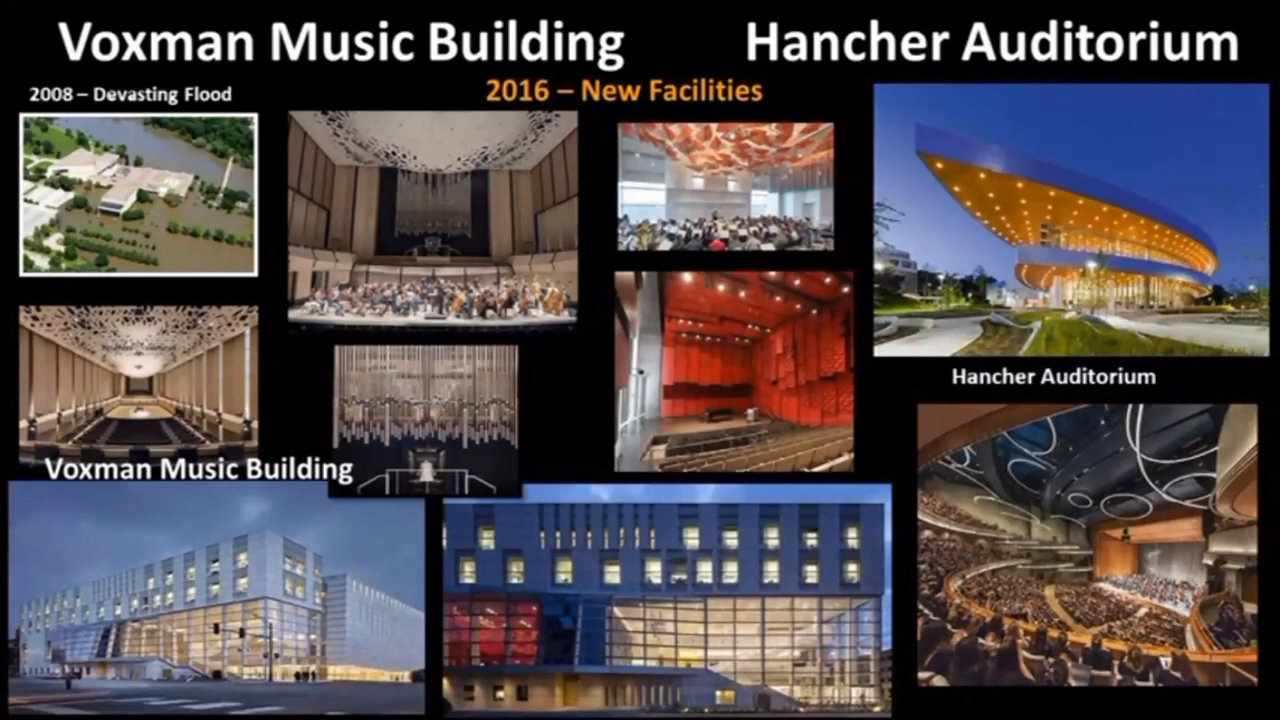 Voxman Music Building
Hancher Auditorium
2008 – Devasting Flood
2016 – New Facilities
Hancher Auditorium
Voxman Music Building